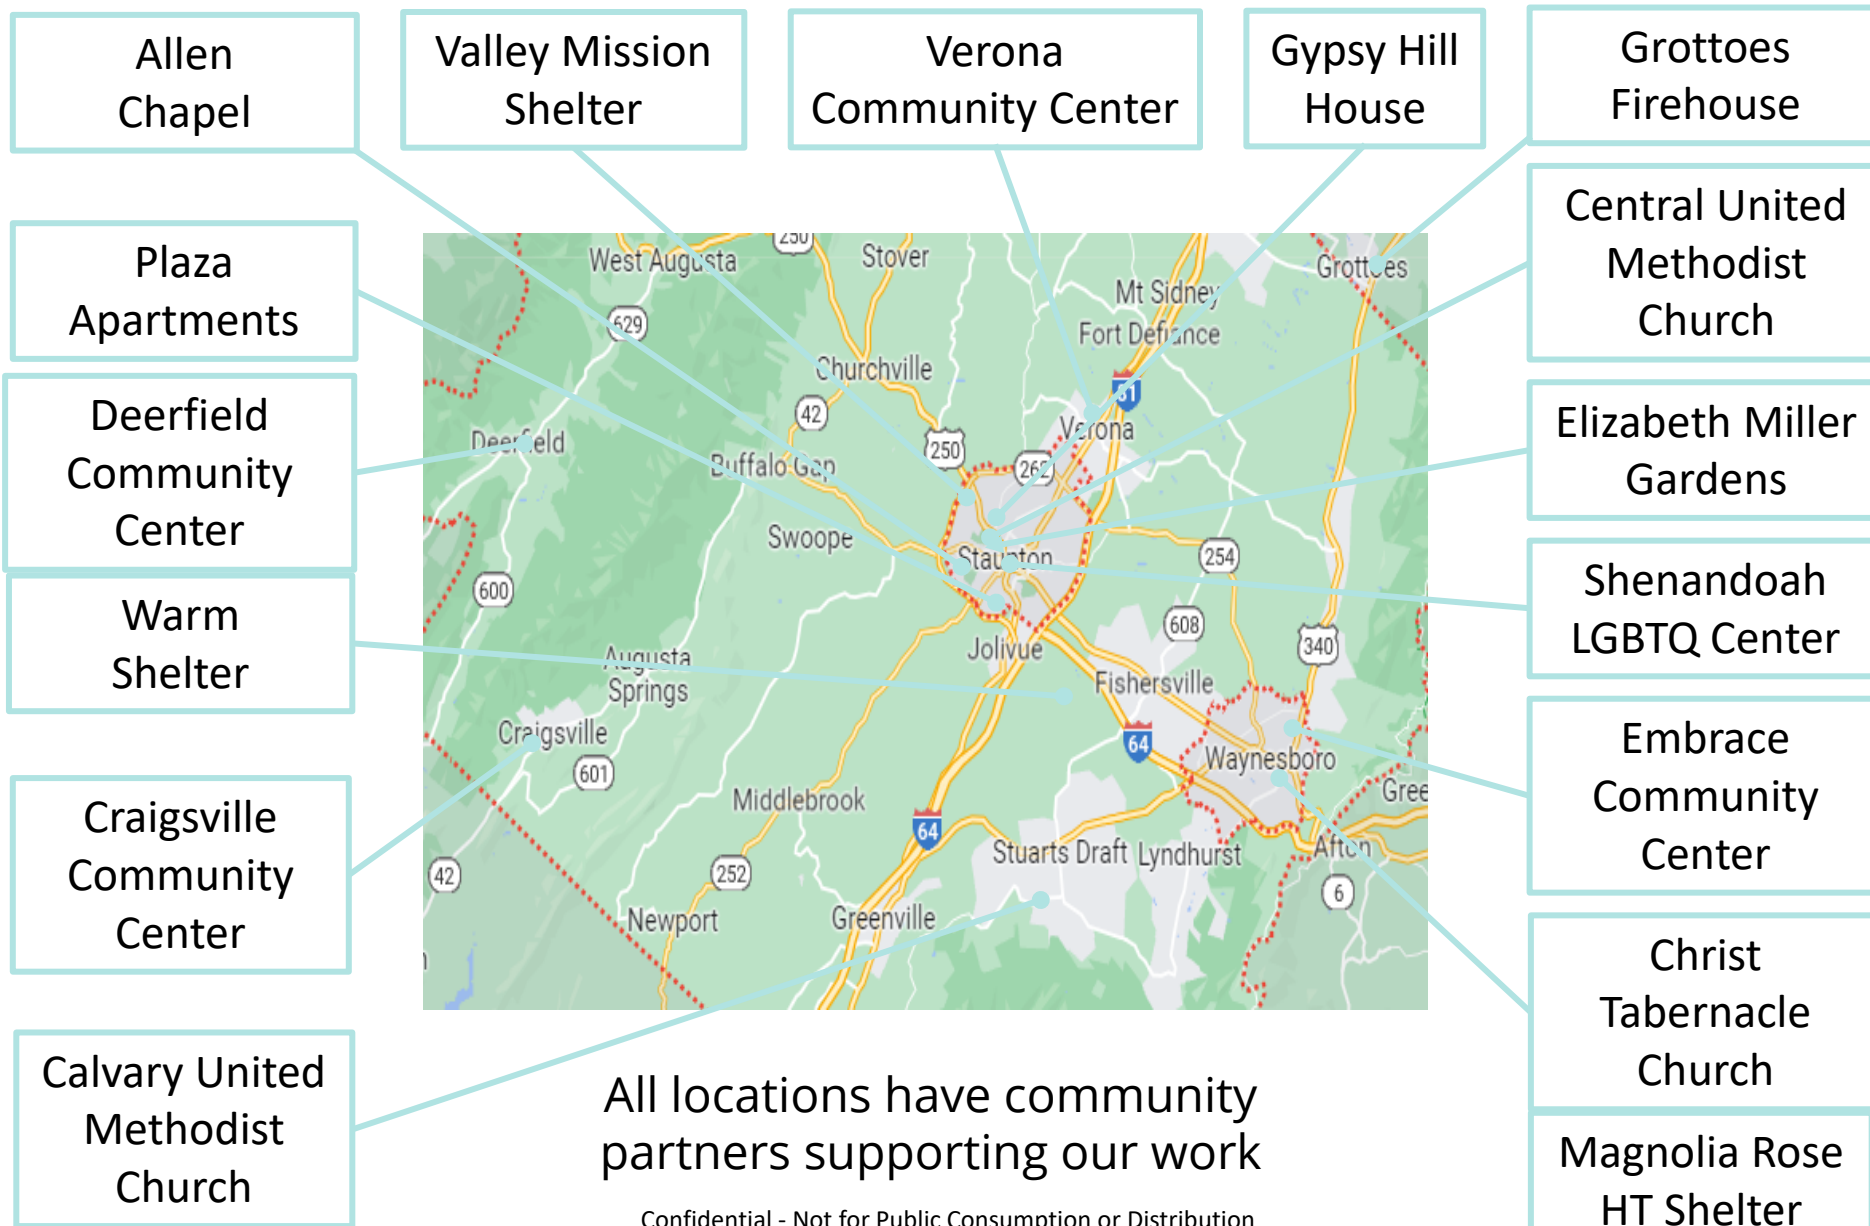 Allen
Chapel
Valley Mission
Shelter
Verona
Community Center
Gypsy Hill
House
Grottoes
Firehouse
Plaza
Apartments
Deerfield
Community
Center
Warm
Shelter
Craigsville
Community
Center
Calvary United
Methodist
Church
250
West Augusta
Stover
Grottoes
Mt Sidney
629
Fort Defiance
Churchville
81
42
Deerfield
Verona
250
Buffalo Gap
262
Swoope
Staunton
254
600
608
Jolivue
340
Augusta
Springs
Fishersville
Craigsville
64
Waynesboro
601
Middlebrook
Gree
64
Stuarts Draft
Lyndhurst
Afton
42
252
6
Newport
Greenville
Central United
Methodist
Church
Elizabeth Miller
Gardens
Shenandoah
LGBTQ Center
Embrace
Community
Center
Christ
Tabernacle
Church
Magnolia Rose
HT Shelter
All locations have community
partners supporting our work
Confidential - Not for Public Consumption or Distribution